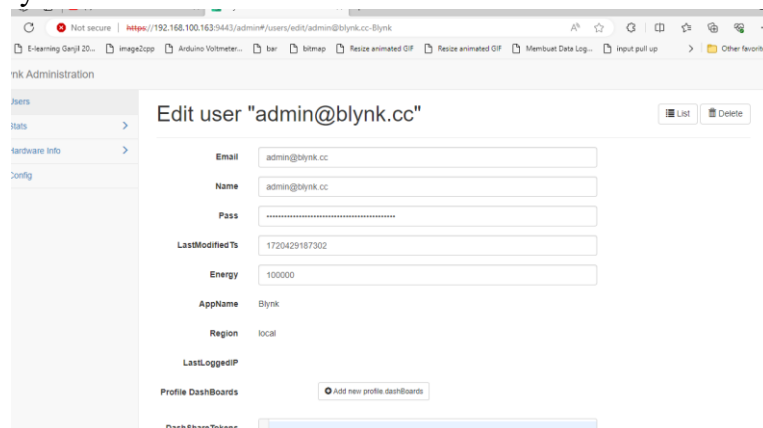 Not secure | https://192.168.100.163:9443/admin#/users/edit/admin@blynk.cc-Blynk
E-learning Ganjil 20... image2cpp Arduino Voltmeter... bar bitmap Resize animated GIF Resize animated GIF Membuat Data Log... input pull up Other favorit
nk Administration
Users
Stats
Hardware Info
Config
Edit user "admin@blynk.cc"
List Delete
Email admin@blynk.cc
Name admin@blynk.cc
Pass
LastModifiedTs 1720429187302
Energy 100000
AppName Blynk
Region local
LastLoggedIP
Profile DashBoards Add new profile dashBoards
DashShareTokens